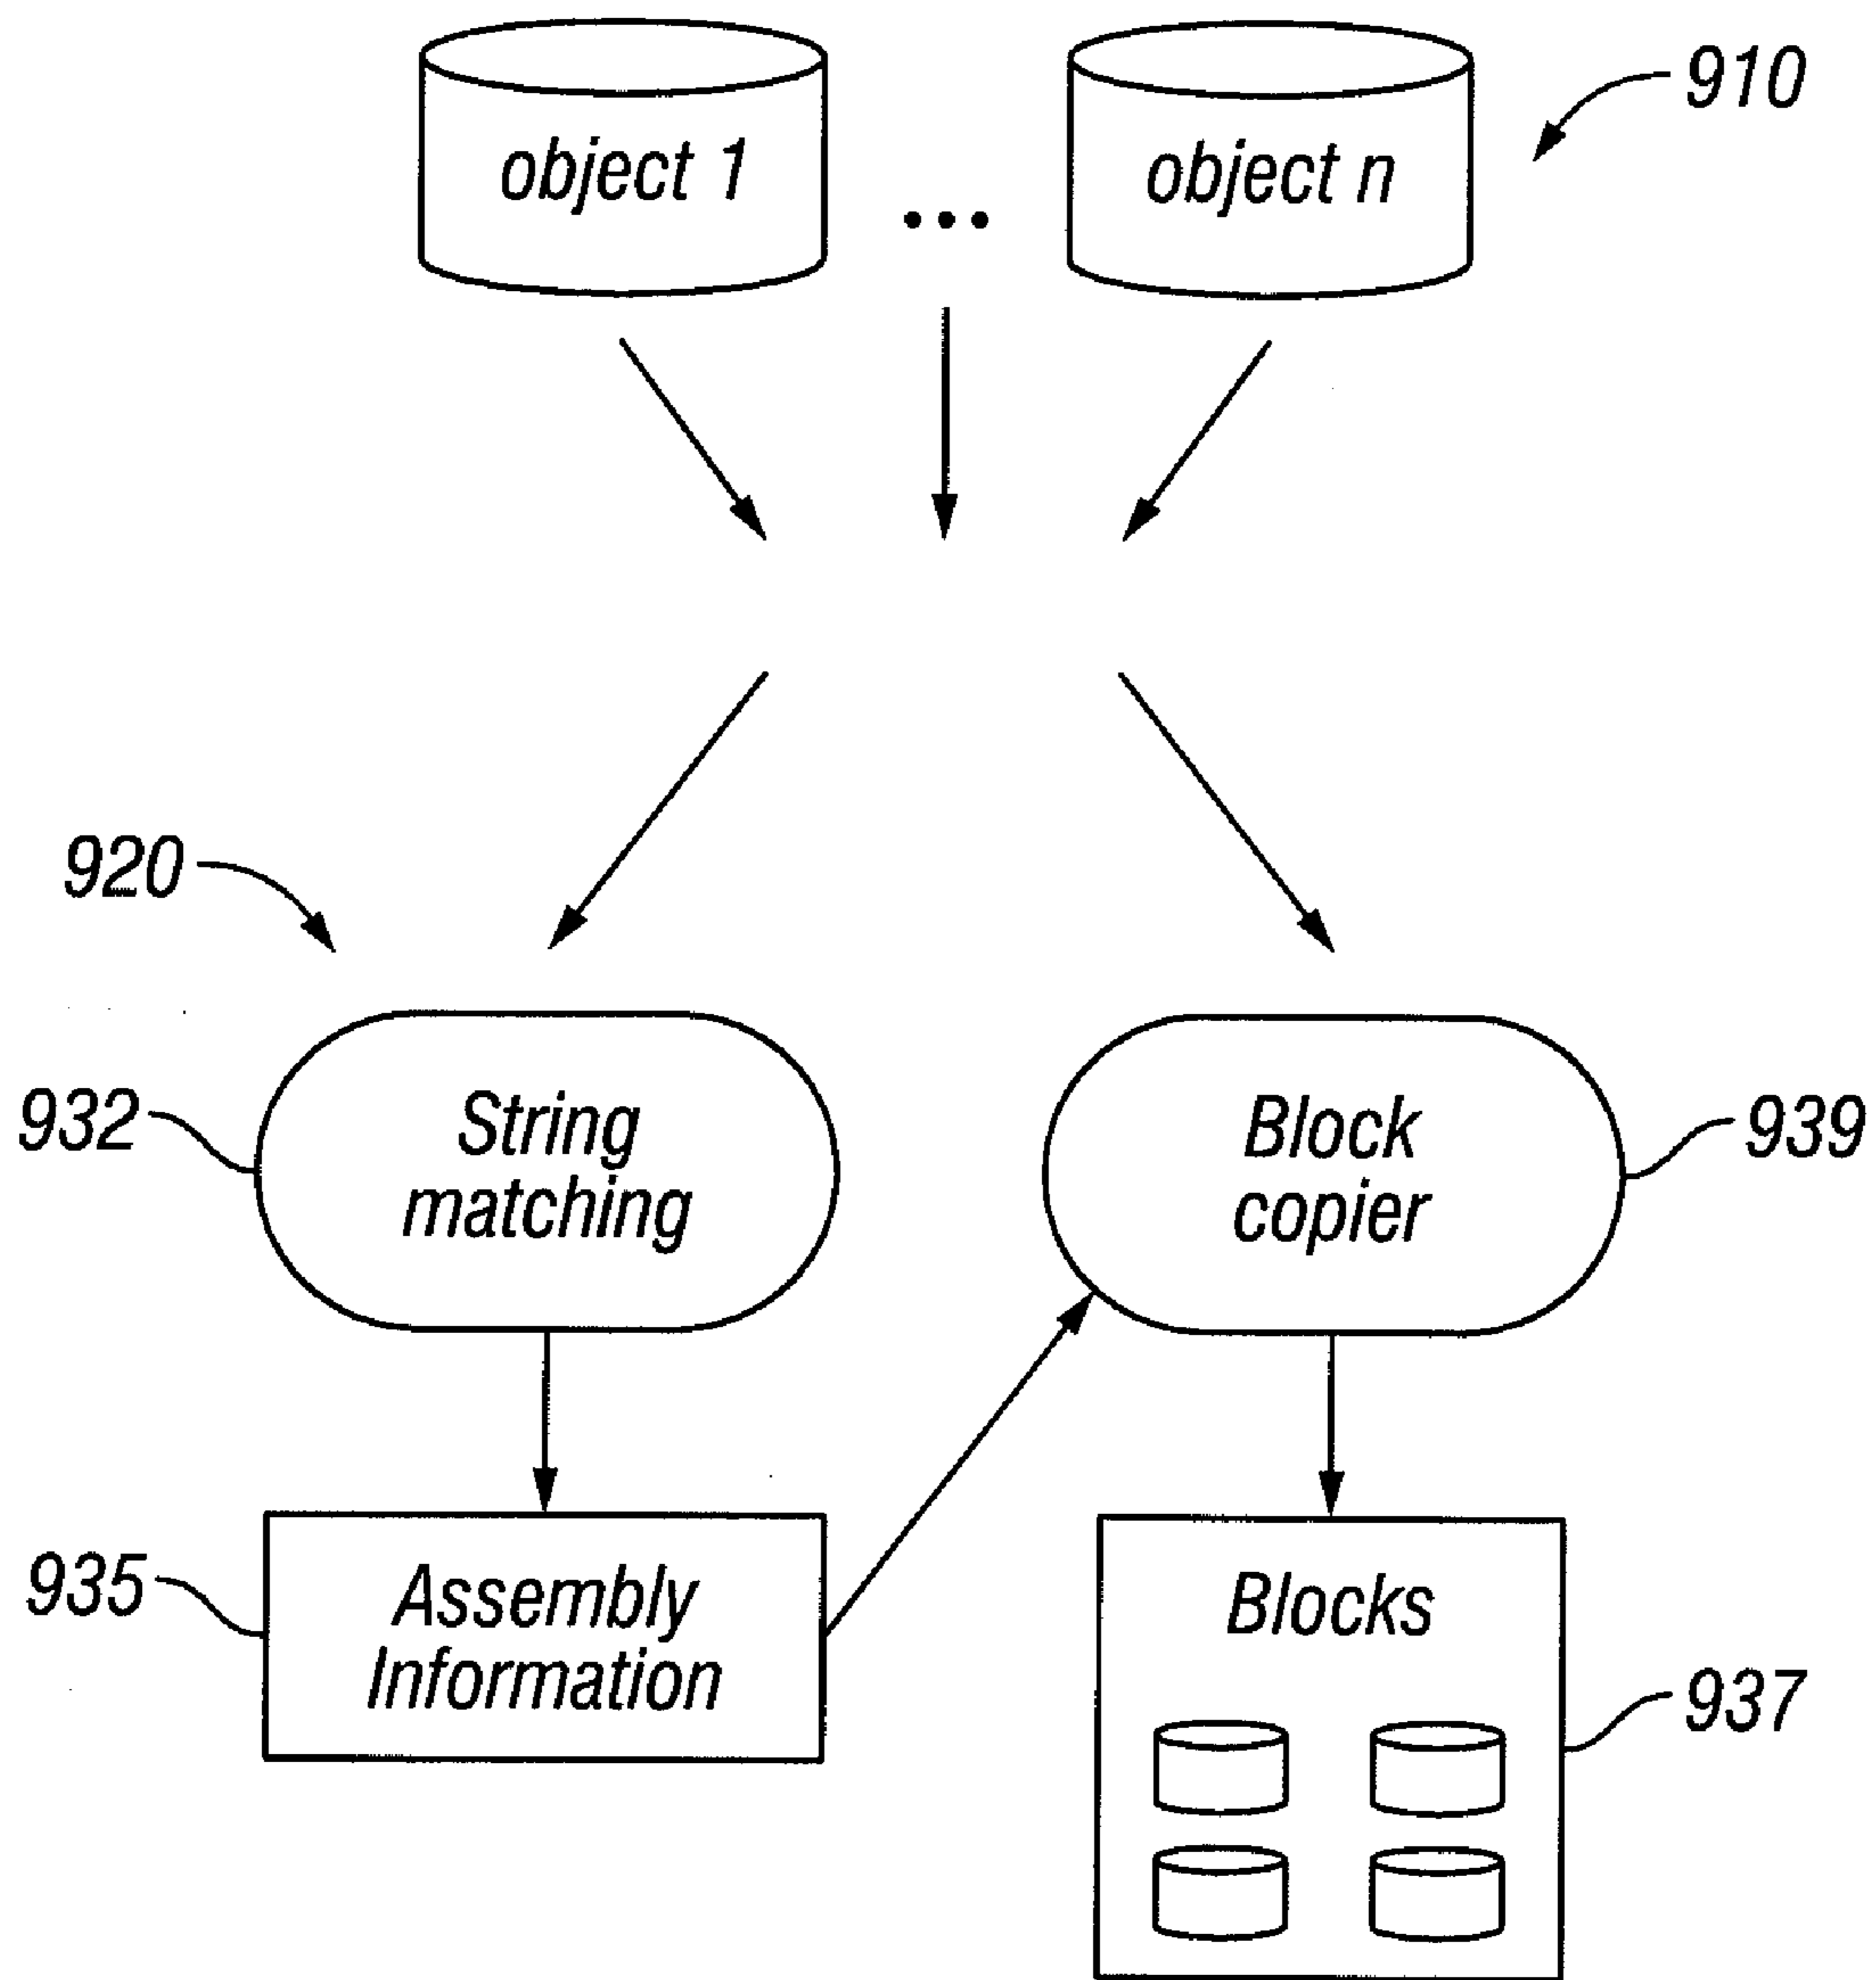 910
object 1
...
object n
920
932
String
matching
Block
copier
939
935
Assembly
Information
Blocks
937